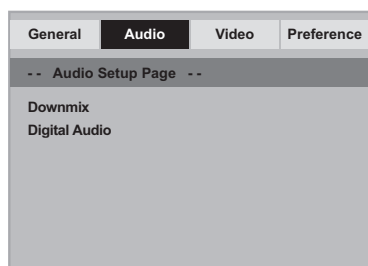 General Audio Video Preference
-- Audio Setup Page --
Downmix
Digital Audio